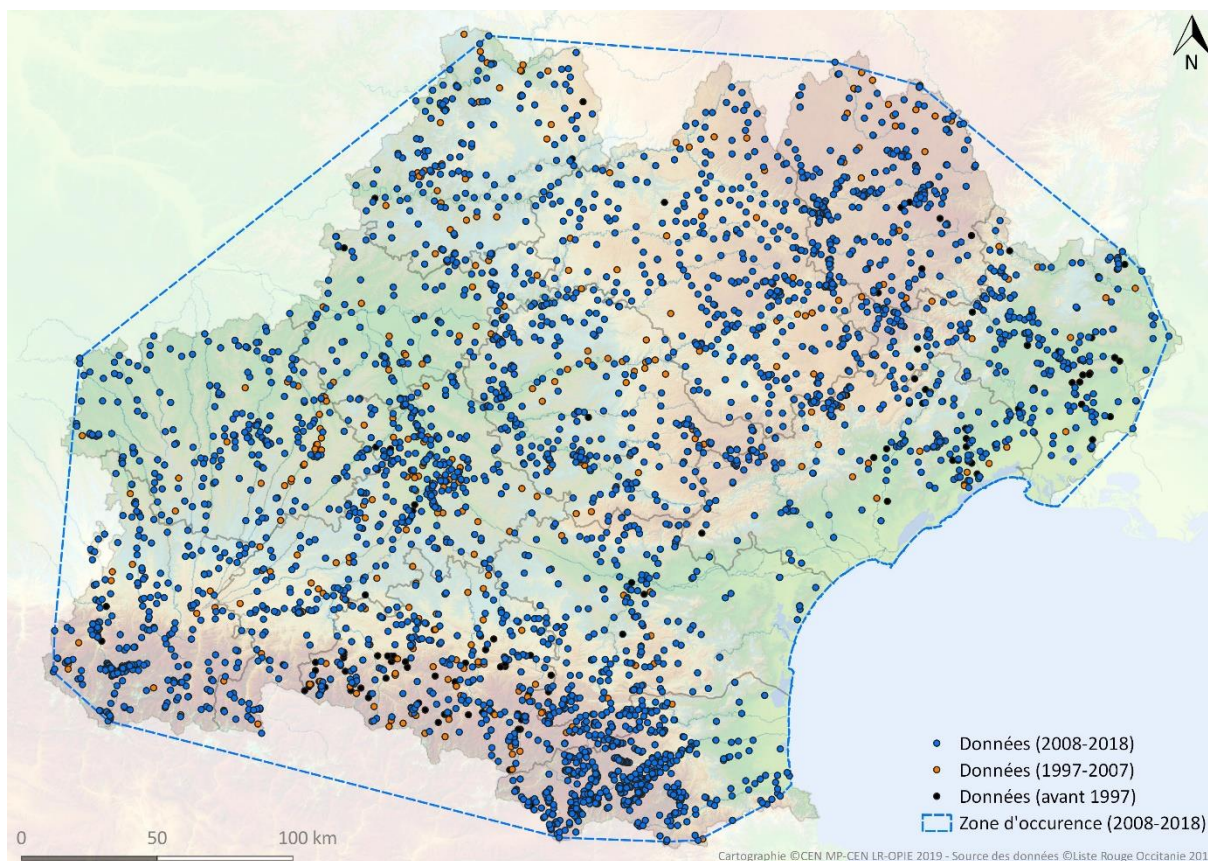 N
Données (2008-2018)
Données (1997-2007)
Données (avant 1997)
Zone d'occurence (2008-2018)
0 50 100 km
Cartographie ©CEN MP-CEN LR-OPIE 2019 - Source des données ©Liste Rouge Occitanie 201